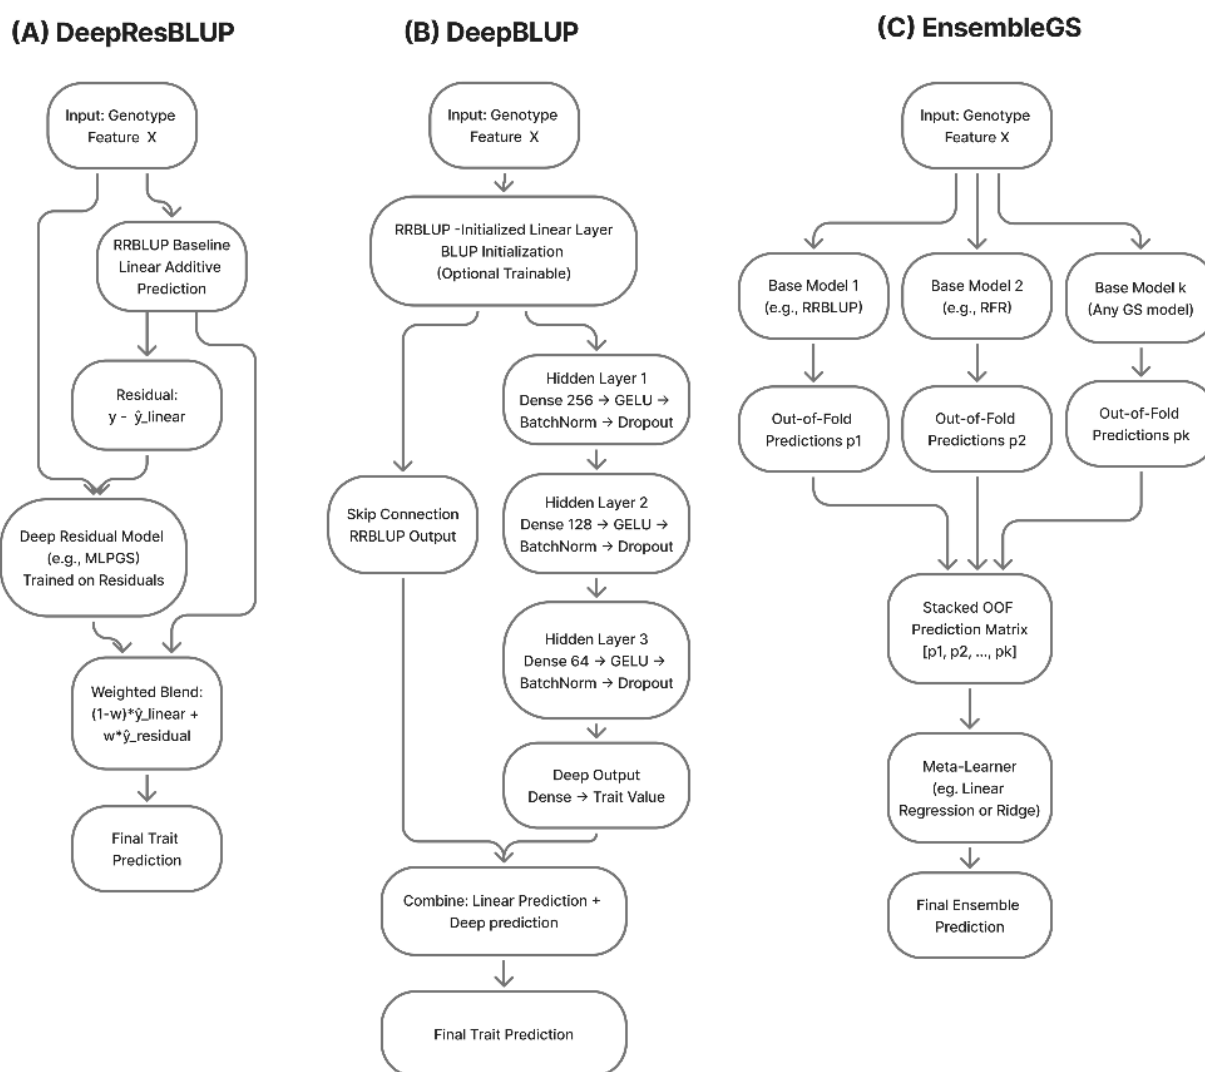 (A) DeepResBLUP
Input: Genotype
Feature X
RRBLUP Baseline
Linear Additive
Prediction
Residual:
y - ŷ_linear
Deep Residual Model
(e.g., MLPGS)
Trained on Residuals
Weighted Blend:
(1-w)*ŷ_linear +
w*ŷ_residual
Final Trait
Prediction
(B) DeepBLUP
Input: Genotype
Feature X
RRBLUP -Initialized Linear Layer
BLUP Initialization
(Optional Trainable)
Hidden Layer 1
Dense 256 → GELU →
BatchNorm → Dropout
Skip Connection
RRBLUP Output
Hidden Layer 2
Dense 128 → GELU →
BatchNorm → Dropout
Hidden Layer 3
Dense 64 → GELU →
BatchNorm → Dropout
Deep Output
Dense → Trait Value
Combine: Linear Prediction +
Deep prediction
Final Trait Prediction
(C) EnsembleGS
Input: Genotype
Feature X
Base Model 1
(e.g., RRBLUP)
Base Model 2
(e.g., RFR)
Base Model k
(Any GS model)
Out-of-Fold
Predictions p1
Out-of-Fold
Predictions p2
Out-of-Fold
Predictions pk
Stacked OOF
Prediction Matrix
[p1, p2, ..., pk]
Meta-Learner
(eg. Linear
Regression or Ridge)
Final Ensemble
Prediction